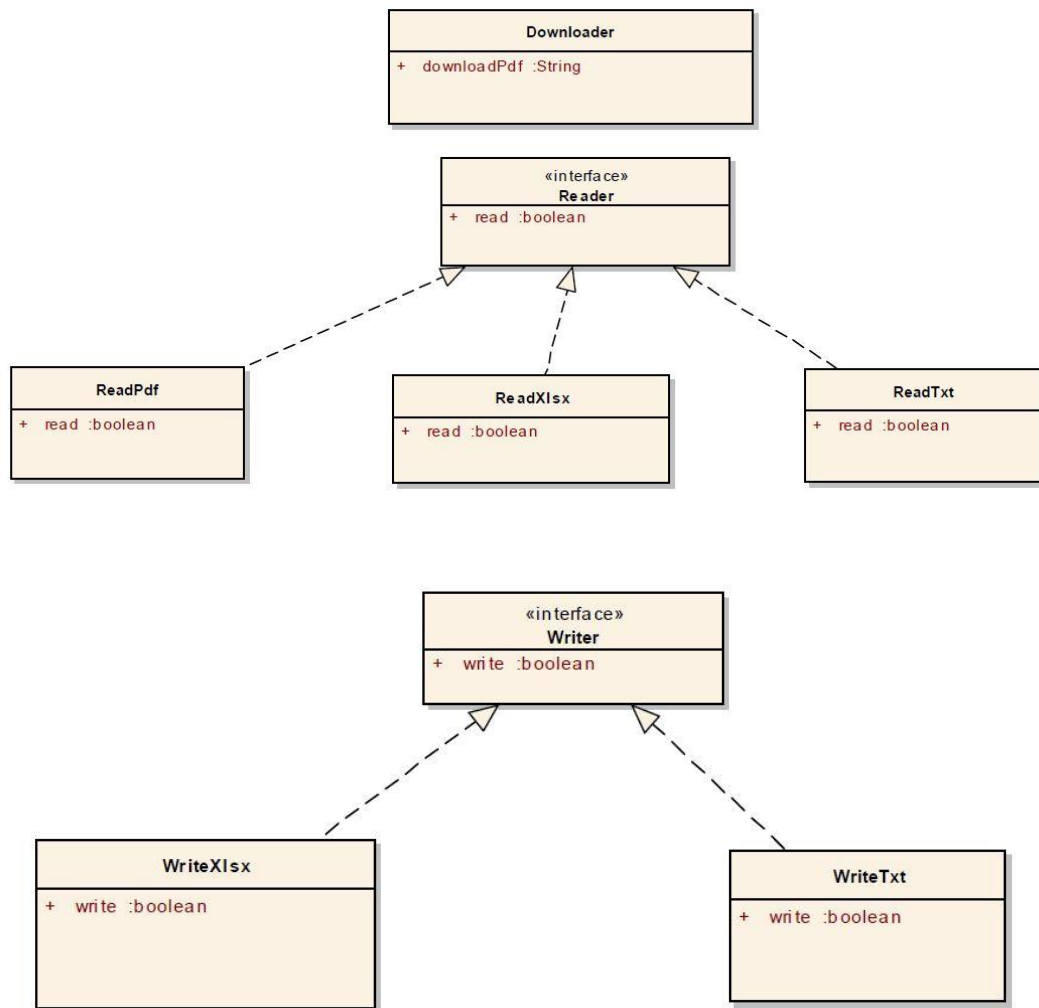 Downloader
+ downloadPdf :String
«interface»
Reader
+ read :boolean
ReadPdf
+ read :boolean
ReadXlsx
+ read :boolean
ReadTxt
+ read :boolean
«interface»
Writer
+ write :boolean
WriteXlsx
+ write :boolean
WriteTxt
+ write :boolean